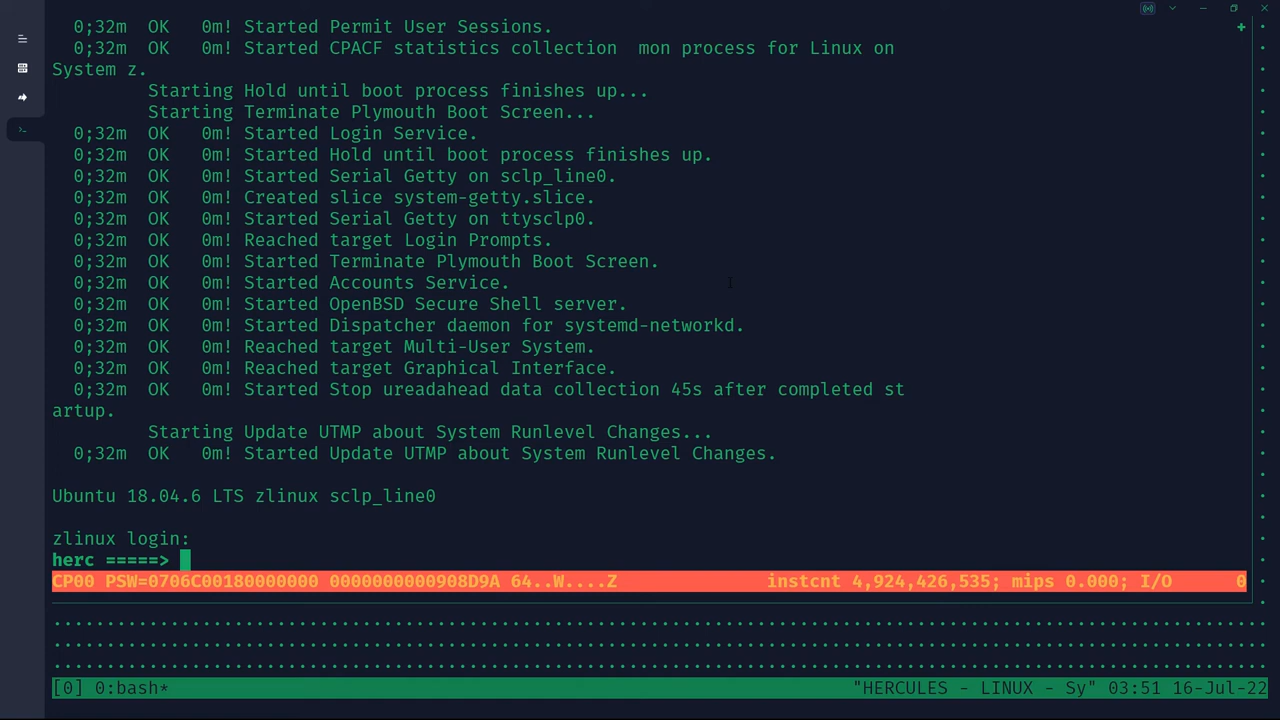 0;32m  OK   0m! Started Permit User Sessions.
0;32m  OK   0m! Started CPACF statistics collection  mon process for Linux on
System z.
Starting Hold until boot process finishes up...
Starting Terminate Plymouth Boot Screen...
0;32m  OK   0m! Started Login Service.
0;32m  OK   0m! Started Hold until boot process finishes up.
0;32m  OK   0m! Started Serial Getty on sclp_line0.
0;32m  OK   0m! Created slice system-getty.slice.
0;32m  OK   0m! Started Serial Getty on ttysclp0.
0;32m  OK   0m! Reached target Login Prompts.
0;32m  OK   0m! Started Terminate Plymouth Boot Screen.
0;32m  OK   0m! Started Accounts Service.
0;32m  OK   0m! Started OpenBSD Secure Shell server.
0;32m  OK   0m! Started Dispatcher daemon for systemd-networkd.
0;32m  OK   0m! Reached target Multi-User System.
0;32m  OK   0m! Reached target Graphical Interface.
0;32m  OK   0m! Started Stop ureadahead data collection 45s after completed st
artup.
Starting Update UTMP about System Runlevel Changes...
0;32m  OK   0m! Started Update UTMP about System Runlevel Changes.
Ubuntu 18.04.6 LTS zlinux sclp_line0
zlinux login:
herc =====>
CP00 PSW=0706C00180000000 0000000000908D9A 64..W....Z instcnt 4,924,426,535; mips 0.000; I/O 0
[0] 0:bash* "HERCULES - LINUX - Sy" 03:51 16-Jul-22